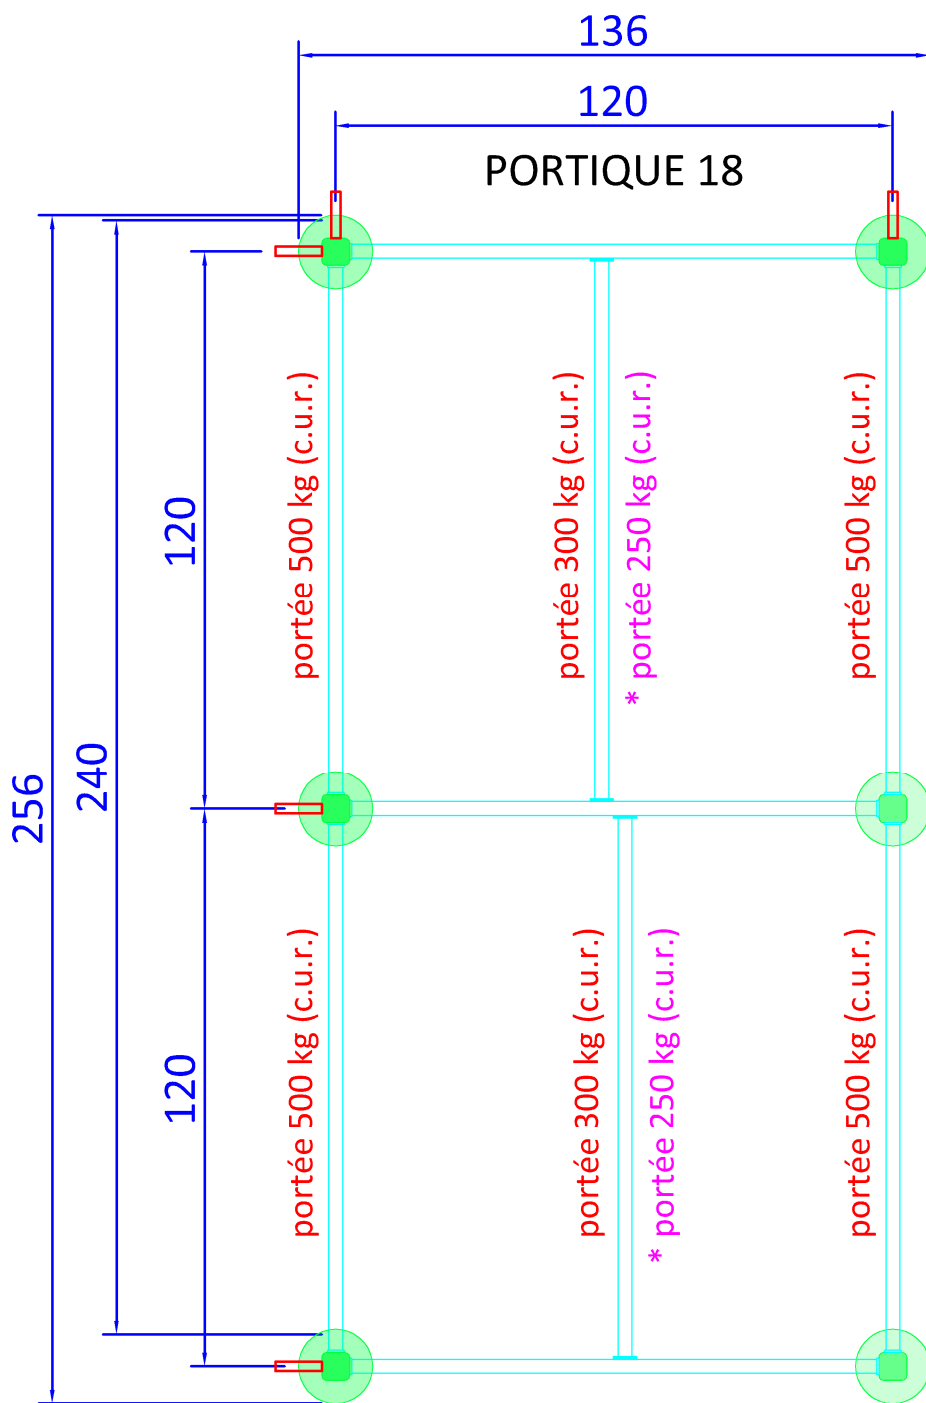 136
120
PORTIQUE 18
portée 500 kg (c.u.r.)
portée 300 kg (c.u.r.)
* portée 250 kg (c.u.r.)
portée 500 kg (c.u.r.)
120
256
240
portée 500 kg (c.u.r.)
portée 300 kg (c.u.r.)
* portée 250 kg (c.u.r.)
portée 500 kg (c.u.r.)
120